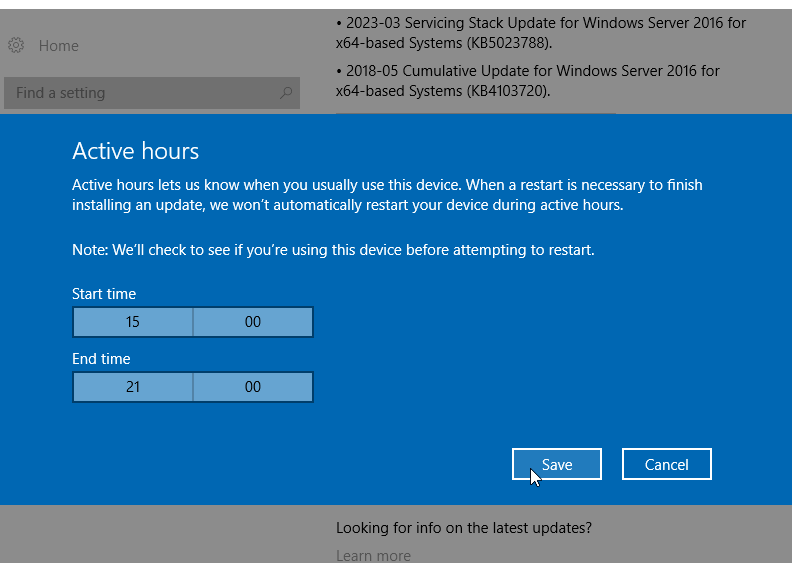 • 2023-03 Servicing Stack Update for Windows Server 2016 for
x64-based Systems (KB5023788).
Home
• 2018-05 Cumulative Update for Windows Server 2016 for
x64-based Systems (KB4103720).
Find a setting
Active hours
Active hours lets us know when you usually use this device. When a restart is necessary to finish
installing an update, we won't automatically restart your device during active hours.
Note: We'll check to see if you're using this device before attempting to restart.
Start time
15 00
End time
21 00
Save Cancel
Looking for info on the latest updates?
Learn more